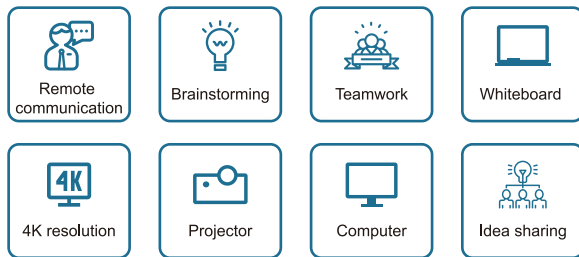 Remote
communication
Brainstorming
Teamwork
Whiteboard
4K
4K resolution
Projector
Computer
Idea sharing